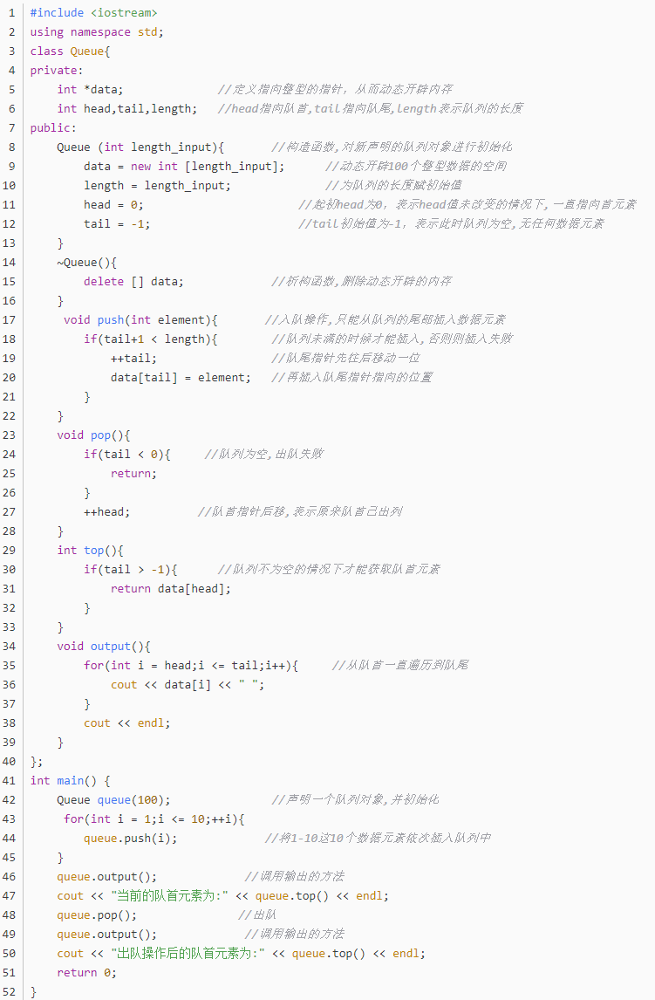 1 #include <iostream>
2 using namespace std;
3 class Queue{
4 private:
5     int *data;              //定义指向整型的指针，从而动态开辟内存
6     int head,tail,length;   //head指向队首,tail指向队尾,length表示队列的长度
7 public:
8     Queue (int length_input){       //构造函数,对新声明的队列对象进行初始化
9         data = new int [length_input];      //动态开辟100个整型数据的空间
10         length = length_input;              //为队列的长度赋初始值
11         head = 0;                       //起初head为0，表示head值未改变的情况下,一直指向首元素
12         tail = -1;                      //tail初始值为-1，表示此时队列为空,无任何数据元素
13     }
14     ~Queue(){
15         delete [] data;             //析构函数,删除动态开辟的内存
16     }
17      void push(int element){       //入队操作,只能从队列的尾部插入数据元素
18         if(tail+1 < length){        //队列未满的时候才能插入,否则则插入失败
19             ++tail;                 //队尾指针先往后移动一位
20             data[tail] = element;   //再插入队尾指针指向的位置
21         }
22     }
23     void pop(){
24         if(tail < 0){     //队列为空,出队失败
25             return;
26         }
27         ++head;          //队首指针后移,表示原来队首已出列
28     }
29     int top(){
30         if(tail > -1){      //队列不为空的情况下才能获取队首元素
31             return data[head];
32         }
33     }
34     void output(){
35         for(int i = head;i <= tail;i++){     //从队首一直遍历到队尾
36             cout << data[i] << " ";
37         }
38         cout << endl;
39     }
40 };
41 int main() {
42     Queue queue(100);               //声明一个队列对象,并初始化
43      for(int i = 1;i <= 10;++i){
44         queue.push(i);             //将1-10这10个数据元素依次插入队列中
45     }
46     queue.output();             //调用输出的方法
47     cout << "当前的队首元素为:" << queue.top() << endl;
48     queue.pop();               //出队
49     queue.output();             //调用输出的方法
50     cout << "出队操作后的队首元素为:" << queue.top() << endl;
51     return 0;
52 }